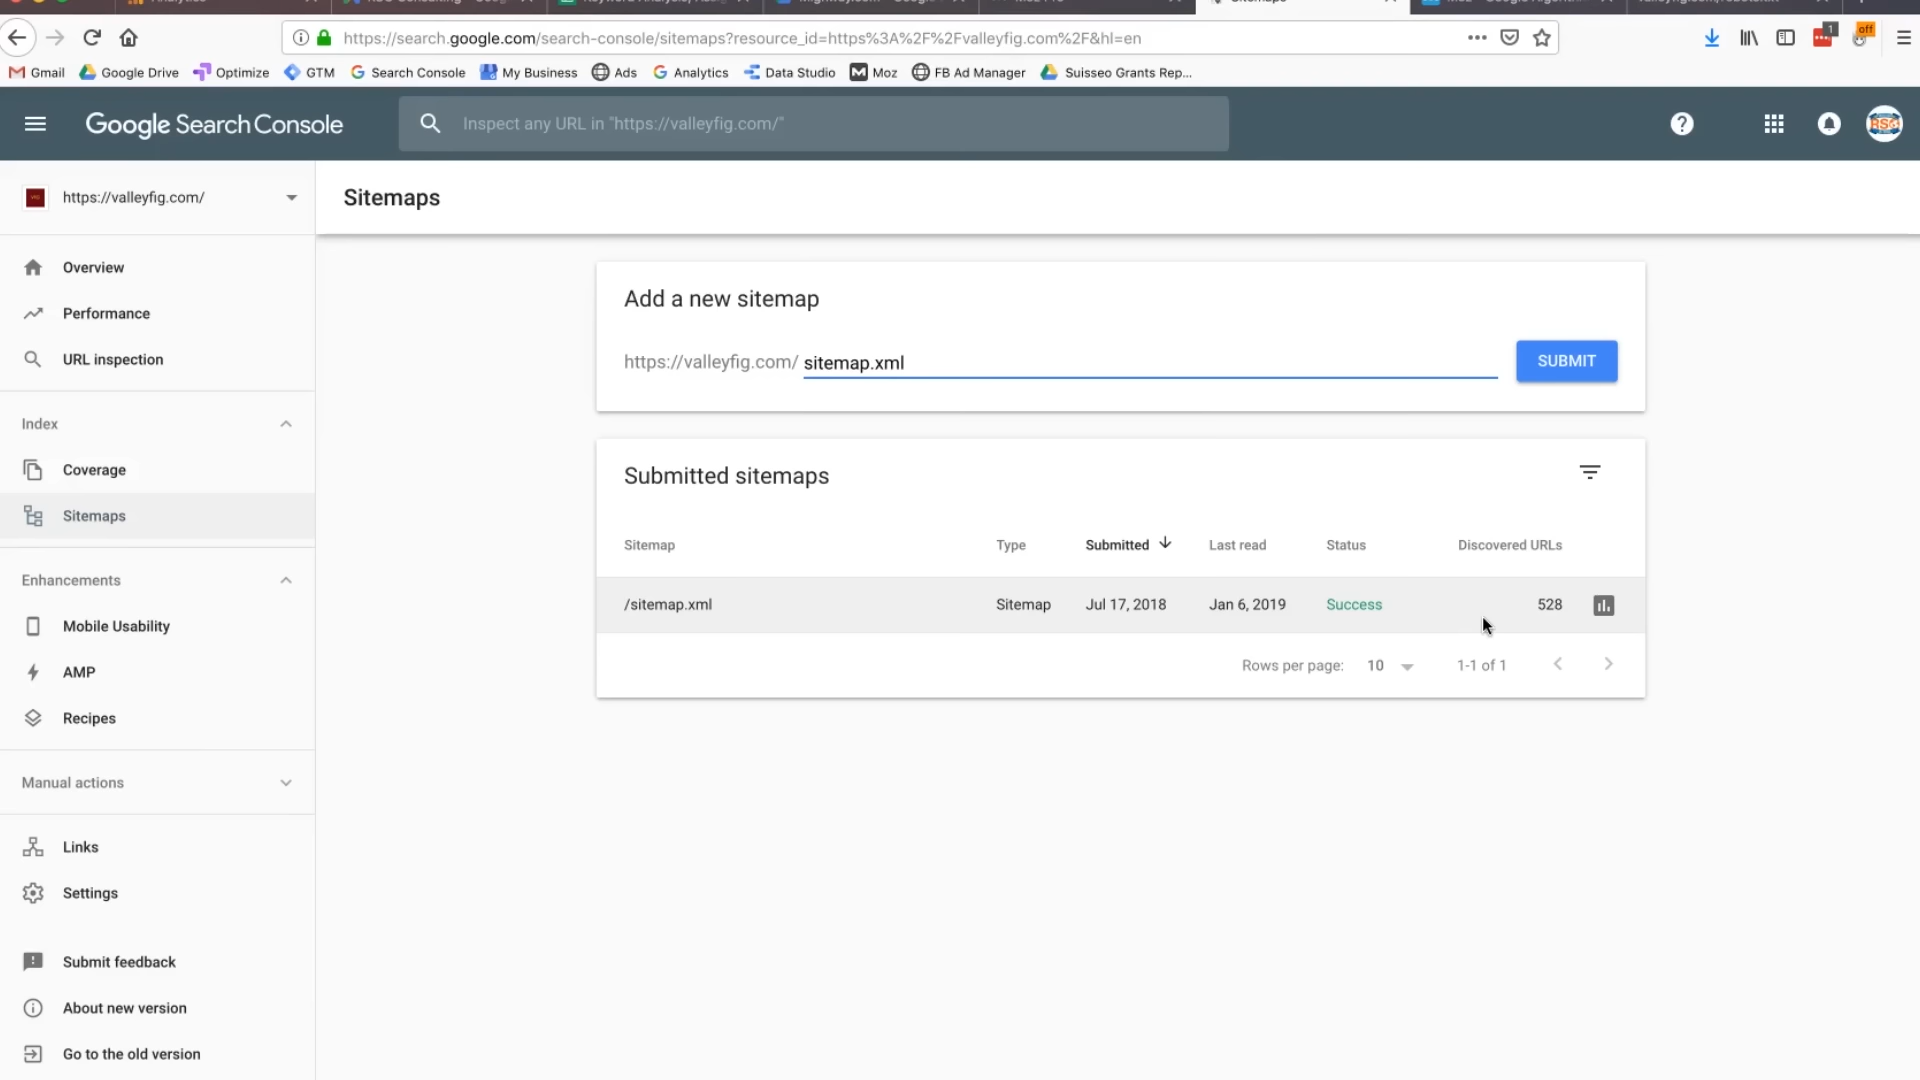 https://search.google.com/search-console/sitemaps?resource_id=https%3A%2F%2Fvalleyfig.com%2F&hl=en
1
off
Gmail
Google Drive
Optimize
GTM
Search Console
My Business
Ads
Analytics
Data Studio
Moz
FB Ad Manager
Suisseo Grants Rep...
Google Search Console
Inspect any URL in "https://valleyfig.com/"
https://valleyfig.com/
Sitemaps
Overview
Performance
URL inspection
Index
Coverage
Sitemaps
Enhancements
Mobile Usability
AMP
Recipes
Manual actions
Links
Settings
Submit feedback
About new version
Go to the old version
Add a new sitemap
https://valleyfig.com/ sitemap.xml
SUBMIT
Submitted sitemaps
Sitemap Type Submitted Last read Status Discovered URLs
/sitemap.xml Sitemap Jul 17, 2018 Jan 6, 2019 Success 528
Rows per page: 10 1-1 of 1